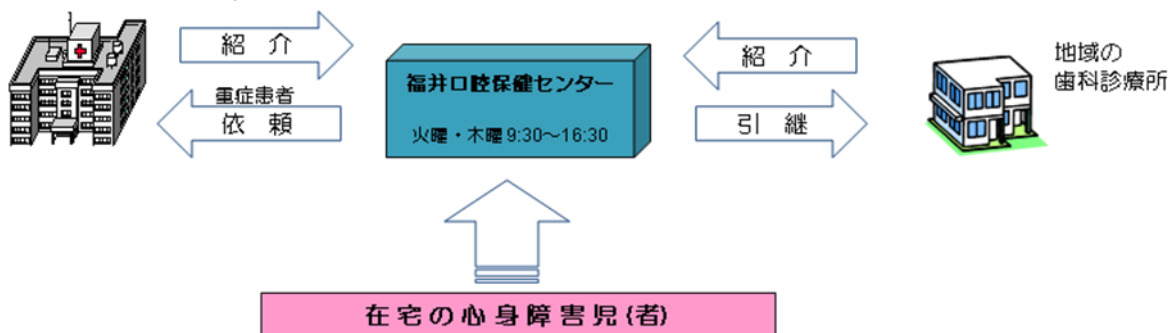 紹 介
重症患者
依 頼
福井口腔保健センター
火曜・木曜 9:30～16:30
紹 介
引 継
地域の
歯科診療所
在宅の心身障害児(者)